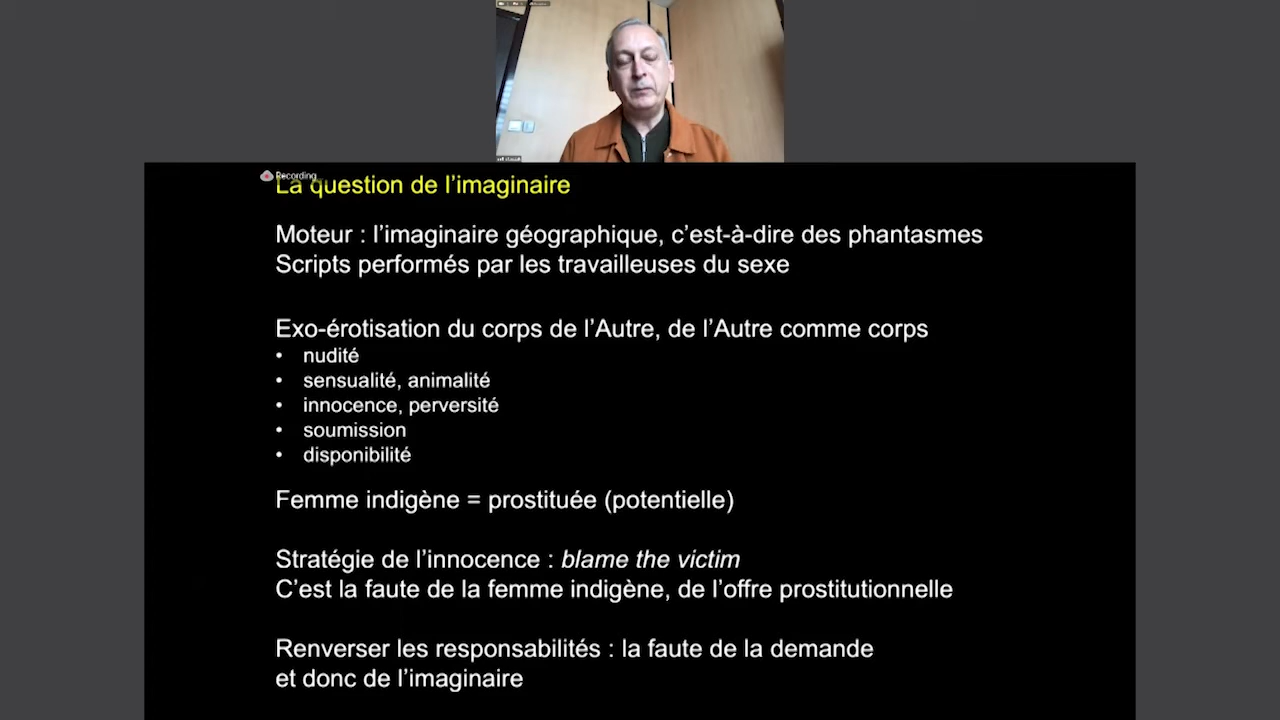 Recording
La question de l’imaginaire
Moteur : l’imaginaire géographique, c’est-à-dire des phantasmes
Scripts performés par les travailleuses du sexe
Exo-érotisation du corps de l’Autre, de l’Autre comme corps
• nudité
• sensualité, animalité
• innocence, perversité
• soumission
• disponibilité
Femme indigène = prostituée (potentielle)
Stratégie de l’innocence : blame the victim
C’est la faute de la femme indigène, de l’offre prostitutionnelle
Renverser les responsabilités : la faute de la demande
et donc de l’imaginaire